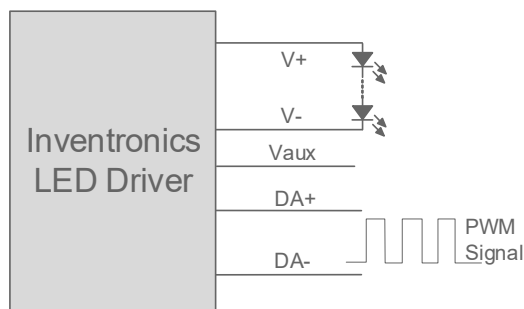 Inventronics
LED Driver
V+
V-
Vaux
DA+
DA-
PWM
Signal